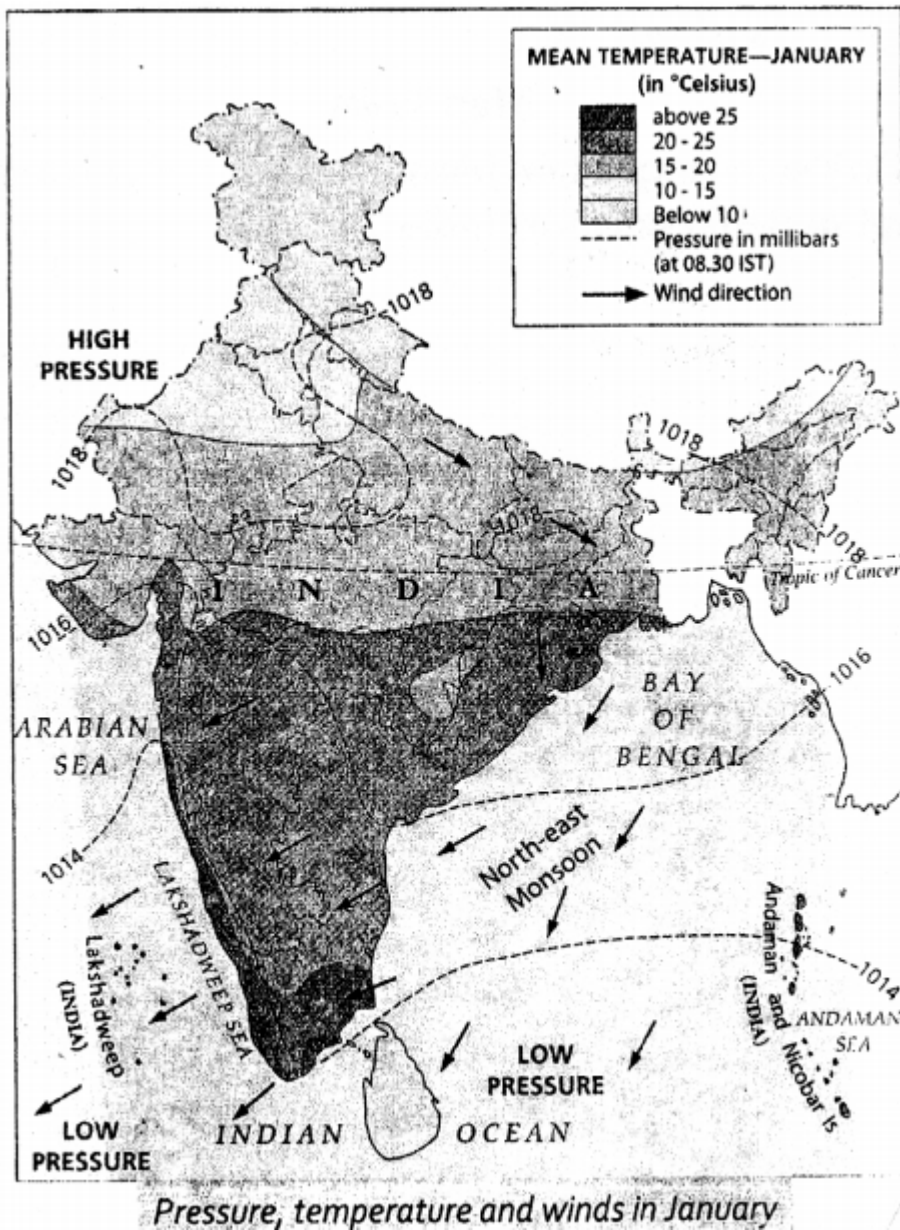 MEAN TEMPERATURE—JANUARY
(in °Celsius)
above 25
20 - 25
15 - 20
10 - 15
Below 10
Pressure in millibars
(at 08.30 IST)
Wind direction
1018
HIGH
PRESSURE
1018
1018
1018
1018
Tropic of Cancer
I N D I A
1016
1016
ARABIAN
SEA
BAY
OF
BENGAL
1014
North-east
Monsoon
LAKSHADWEEP SEA
Lakshadweep
(INDIA)
Andaman and Nicobar Is
(INDIA)
1014
ANDAMAN
SEA
LOW
PRESSURE
LOW
PRESSURE
INDIAN OCEAN
Pressure, temperature and winds in January